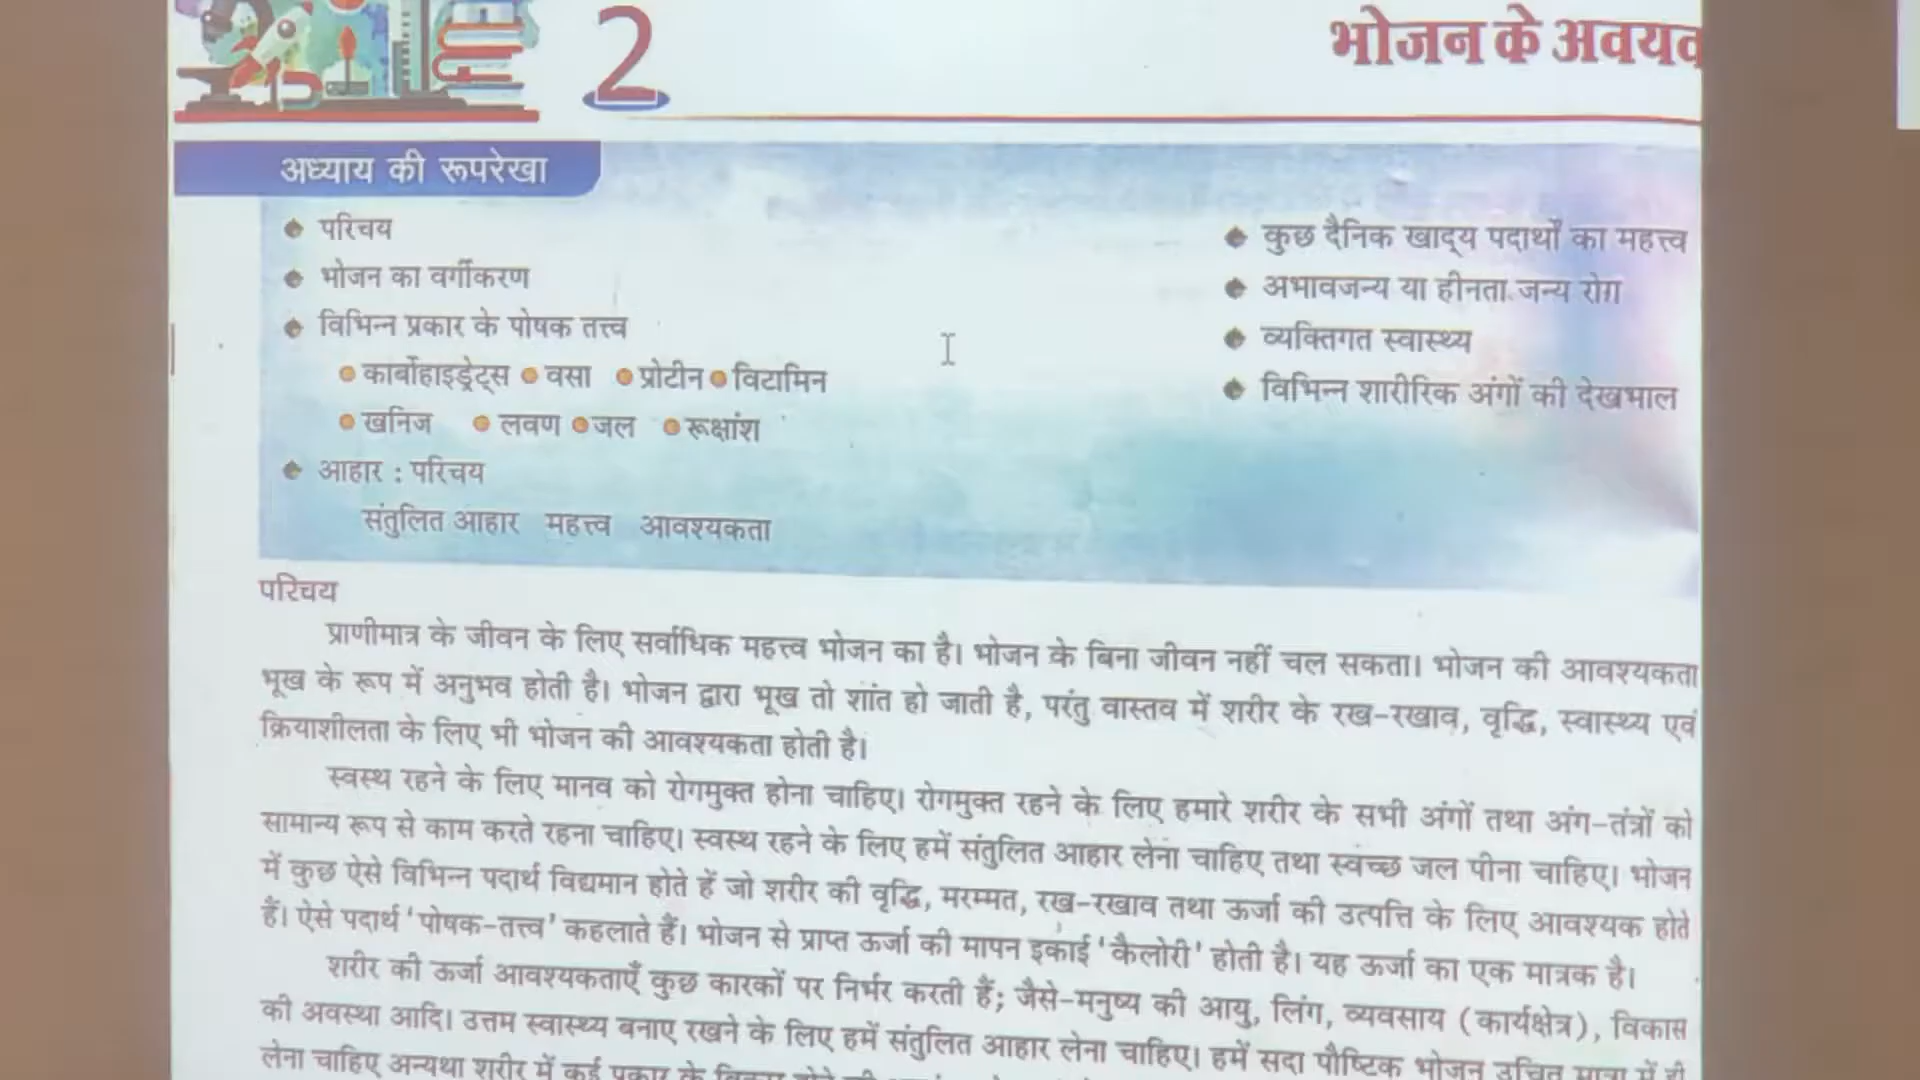 2
भोजन के अवयव
अध्याय की रूपरेखा
परिचय
भोजन का वर्गीकरण
विभिन्न प्रकार के पोषक तत्त्व
कार्बोहाइड्रेट्स वसा प्रोटीन विटामिन
खनिज लवण जल रूक्षांश
आहार : परिचय
संतुलित आहार महत्त्व आवश्यकता
कुछ दैनिक खाद्य पदार्थों का महत्त्व
अभावजन्य या हीनता जन्य रोग
व्यक्तिगत स्वास्थ्य
विभिन्न शारीरिक अंगों की देखभाल
परिचय
प्राणीमात्र के जीवन के लिए सर्वाधिक महत्त्व भोजन का है। भोजन के बिना जीवन नहीं चल सकता। भोजन की आवश्यकता
भूख के रूप में अनुभव होती है। भोजन द्वारा भूख तो शांत हो जाती है, परंतु वास्तव में शरीर के रख-रखाव, वृद्धि, स्वास्थ्य एवं
क्रियाशीलता के लिए भी भोजन की आवश्यकता होती है।
स्वस्थ रहने के लिए मानव को रोगमुक्त होना चाहिए। रोगमुक्त रहने के लिए हमारे शरीर के सभी अंगों तथा अंग-तंत्रों को
सामान्य रूप से काम करते रहना चाहिए। स्वस्थ रहने के लिए हमें संतुलित आहार लेना चाहिए तथा स्वच्छ जल पीना चाहिए। भोजन
में कुछ ऐसे विभिन्न पदार्थ विद्यमान होते हें जो शरीर की वृद्धि, मरम्मत, रख-रखाव तथा ऊर्जा की उत्पत्ति के लिए आवश्यक होते
हैं। ऐसे पदार्थ 'पोषक-तत्त्व' कहलाते हैं। भोजन से प्राप्त ऊर्जा की मापन इकाई 'कैलोरी' होती है। यह ऊर्जा का एक मात्रक है।
शरीर की ऊर्जा आवश्यकताएँ कुछ कारकों पर निर्भर करती हैं; जैसे-मनुष्य की आयु, लिंग, व्यवसाय (कार्यक्षेत्र), विकास
की अवस्था आदि। उत्तम स्वास्थ्य बनाए रखने के लिए हमें संतुलित आहार लेना चाहिए। हमें सदा पौष्टिक भोजन उचित मात्रा में ही
लेना चाहिए अन्यथा शरीर में कई प्रकार के